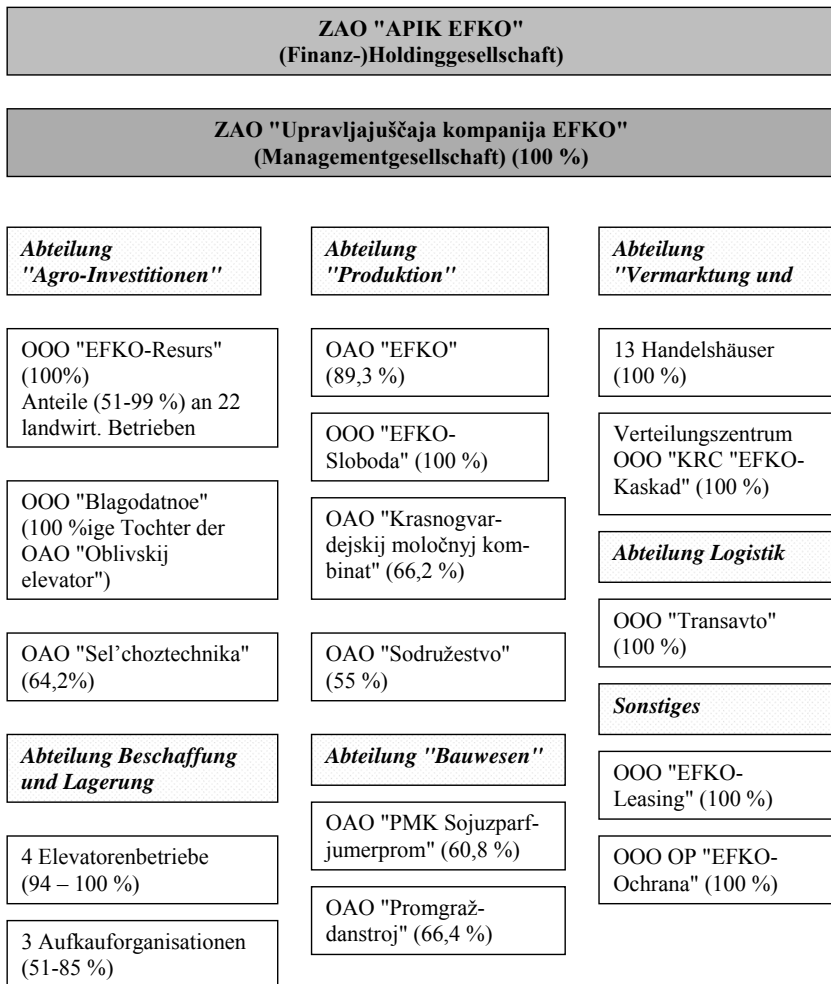 ZAO "APIK EFKO"
(Finanz-)Holdinggesellschaft)
ZAO "Upravljajuščaja kompanija EFKO"
(Managementgesellschaft) (100 %)
Abteilung
"Agro-Investitionen"
OOO "EFKO-Resurs"
(100%)
Anteile (51-99 %) an 22
landwirt. Betrieben
OOO "Blagodatnoe"
(100 %ige Tochter der
OAO "Oblivskij
elevator")
OAO "Sel’choztechnika"
(64,2%)
Abteilung Beschaffung
und Lagerung
4 Elevatorenbetriebe
(94 – 100 %)
3 Aufkauforganisationen
(51-85 %)
Abteilung
"Produktion"
OAO "EFKO"
(89,3 %)
OOO "EFKO-
Sloboda" (100 %)
OAO "Krasnogvar-
dejskij moločnyj kom-
binat" (66,2 %)
OAO "Sodružestvo"
(55 %)
Abteilung "Bauwesen"
OAO "PMK Sojuzparf-
jumerprom" (60,8 %)
OAO "Promgraž-
danstroj" (66,4 %)
Abteilung
"Vermarktung und
13 Handelshäuser
(100 %)
Verteilungszentrum
OOO "KRC "EFKO-
Kaskad" (100 %)
Abteilung Logistik
OOO "Transavto"
(100 %)
Sonstiges
OOO "EFKO-
Leasing" (100 %)
OOO OP "EFKO-
Ochrana" (100 %)